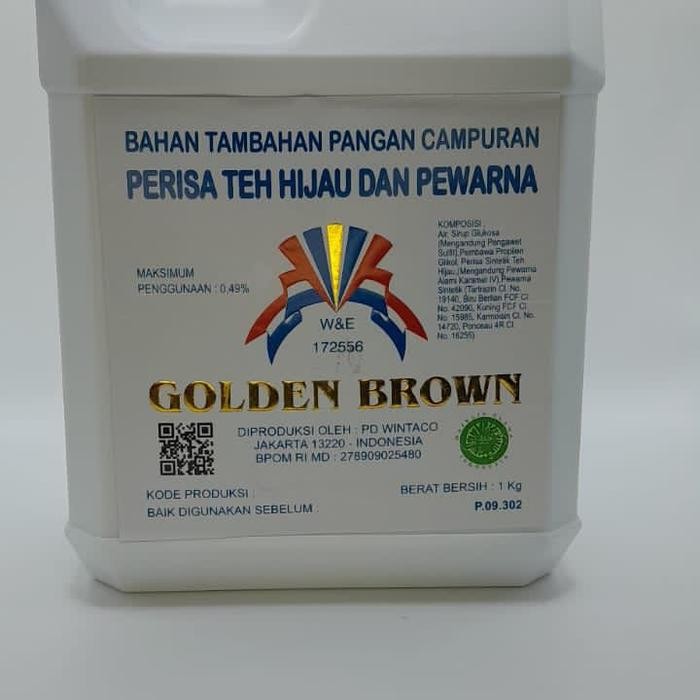 BAHAN TAMBAHAN PANGAN CAMPURAN
PERISA TEH HIJAU DAN PEWARNA
MAKSIMUM
PENGGUNAAN : 0,49%
W&E
172556
KOMPOSISI :
Air, Sirup Glukosa
(Mengandung Pengawet
Sulfit),Pembawa Propilen
Glikol, Perisa Sintetik Teh
Hijau,(Mengandung Pewarna
Alami Karamel IV),Pewarna
Sintetik (Tartrazin CI. No.
19140, Biru Berlian FCF CI
No. 42090, Kuning FCF CI
No. 15985, Karmoisin CI. No.
14720, Ponceau 4R CI
No. 16255)
GOLDEN BROWN
DIPRODUKSI OLEH : PD WINTACO
JAKARTA 13220 - INDONESIA
BPOM RI MD : 278909025480
KODE PRODUKSI :
BAIK DIGUNAKAN SEBELUM :
BERAT BERSIH : 1 Kg
P.09.302